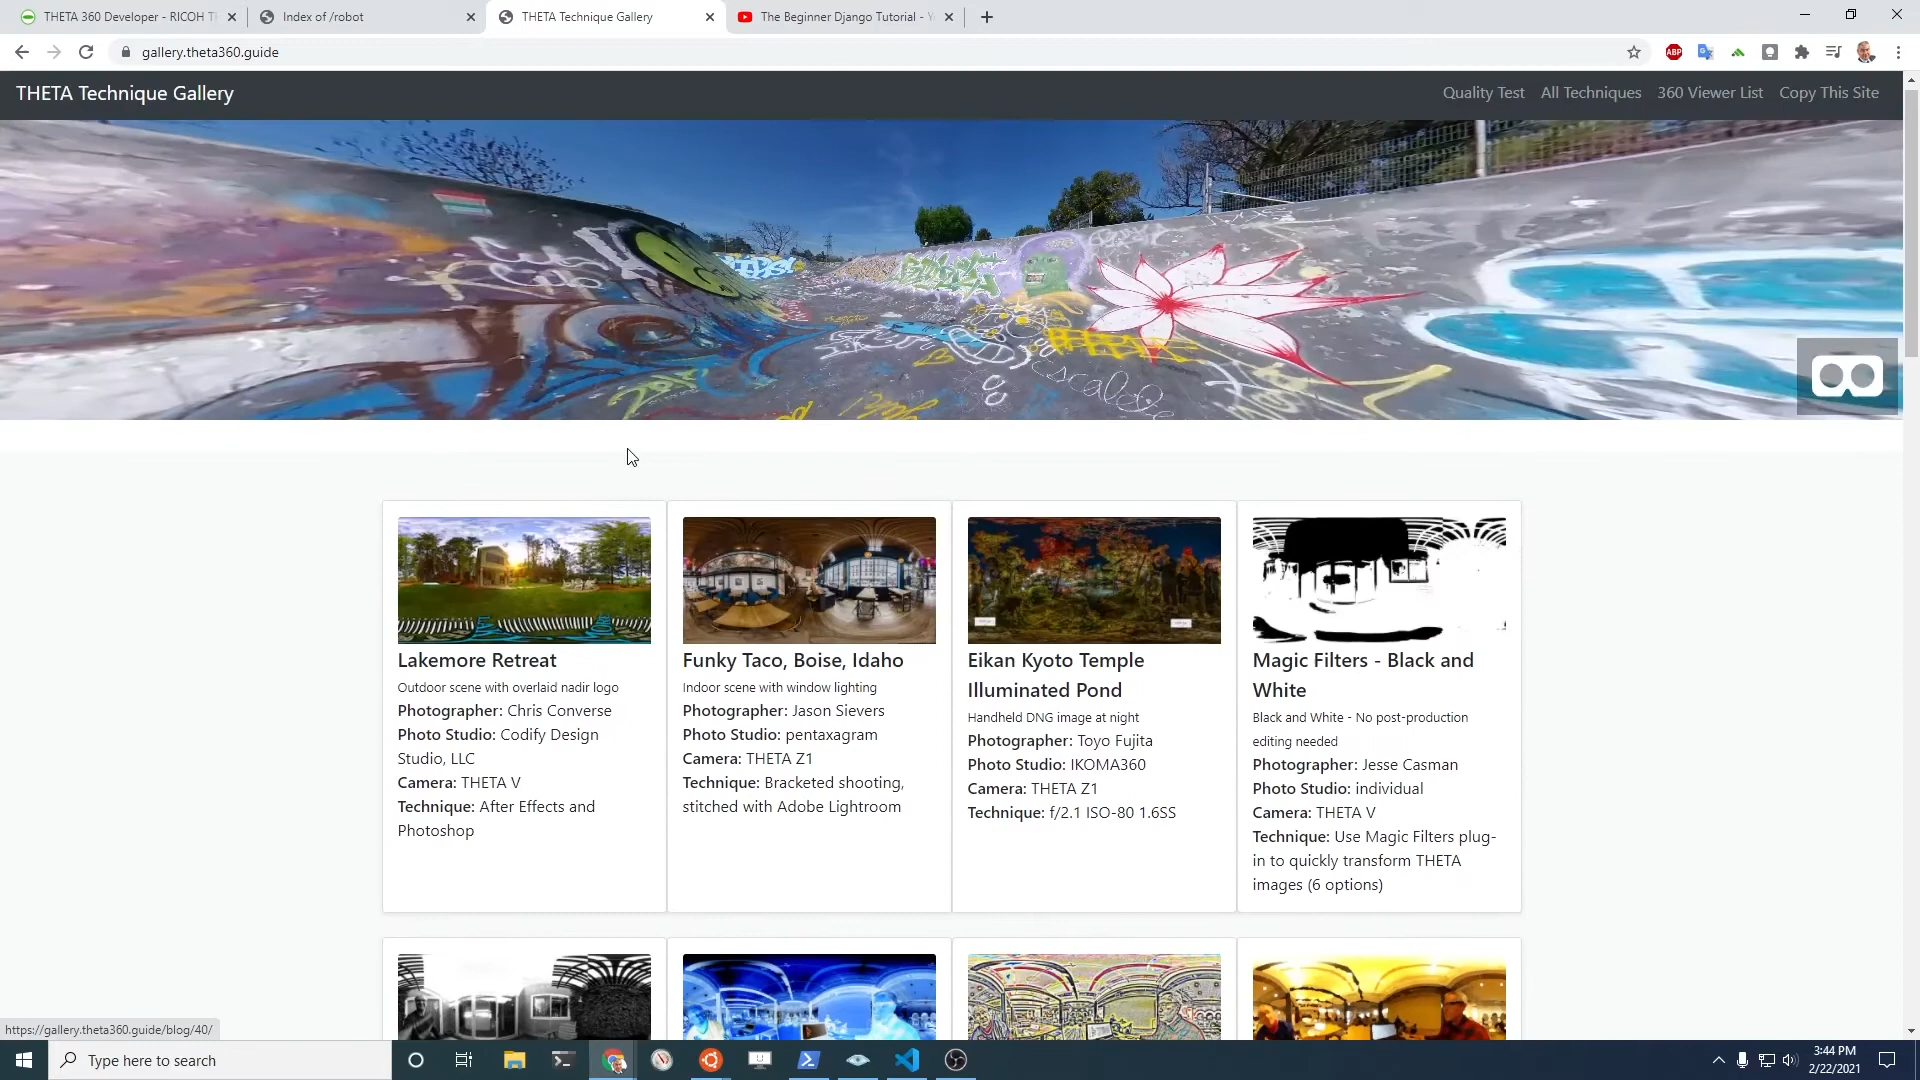 THETA 360 Developer - RICOH TH
Index of /robot
THETA Technique Gallery
The Beginner Django Tutorial - Y
gallery.theta360.guide
ABP
THETA Technique Gallery
Quality Test
All Techniques
360 Viewer List
Copy This Site
Lakemore Retreat
Outdoor scene with overlaid nadir logo
Photographer: Chris Converse
Photo Studio: Codify Design
Studio, LLC
Camera: THETA V
Technique: After Effects and
Photoshop
Funky Taco, Boise, Idaho
Indoor scene with window lighting
Photographer: Jason Sievers
Photo Studio: pentaxagram
Camera: THETA Z1
Technique: Bracketed shooting,
stitched with Adobe Lightroom
Eikan Kyoto Temple
Illuminated Pond
Handheld DNG image at night
Photographer: Toyo Fujita
Photo Studio: IKOMA360
Camera: THETA Z1
Technique: f/2.1 ISO-80 1.6SS
Magic Filters - Black and
White
Black and White - No post-production
editing needed
Photographer: Jesse Casman
Photo Studio: individual
Camera: THETA V
Technique: Use Magic Filters plug-
in to quickly transform THETA
images (6 options)
https://gallery.theta360.guide/blog/40/
Type here to search
3:44 PM
2/22/2021